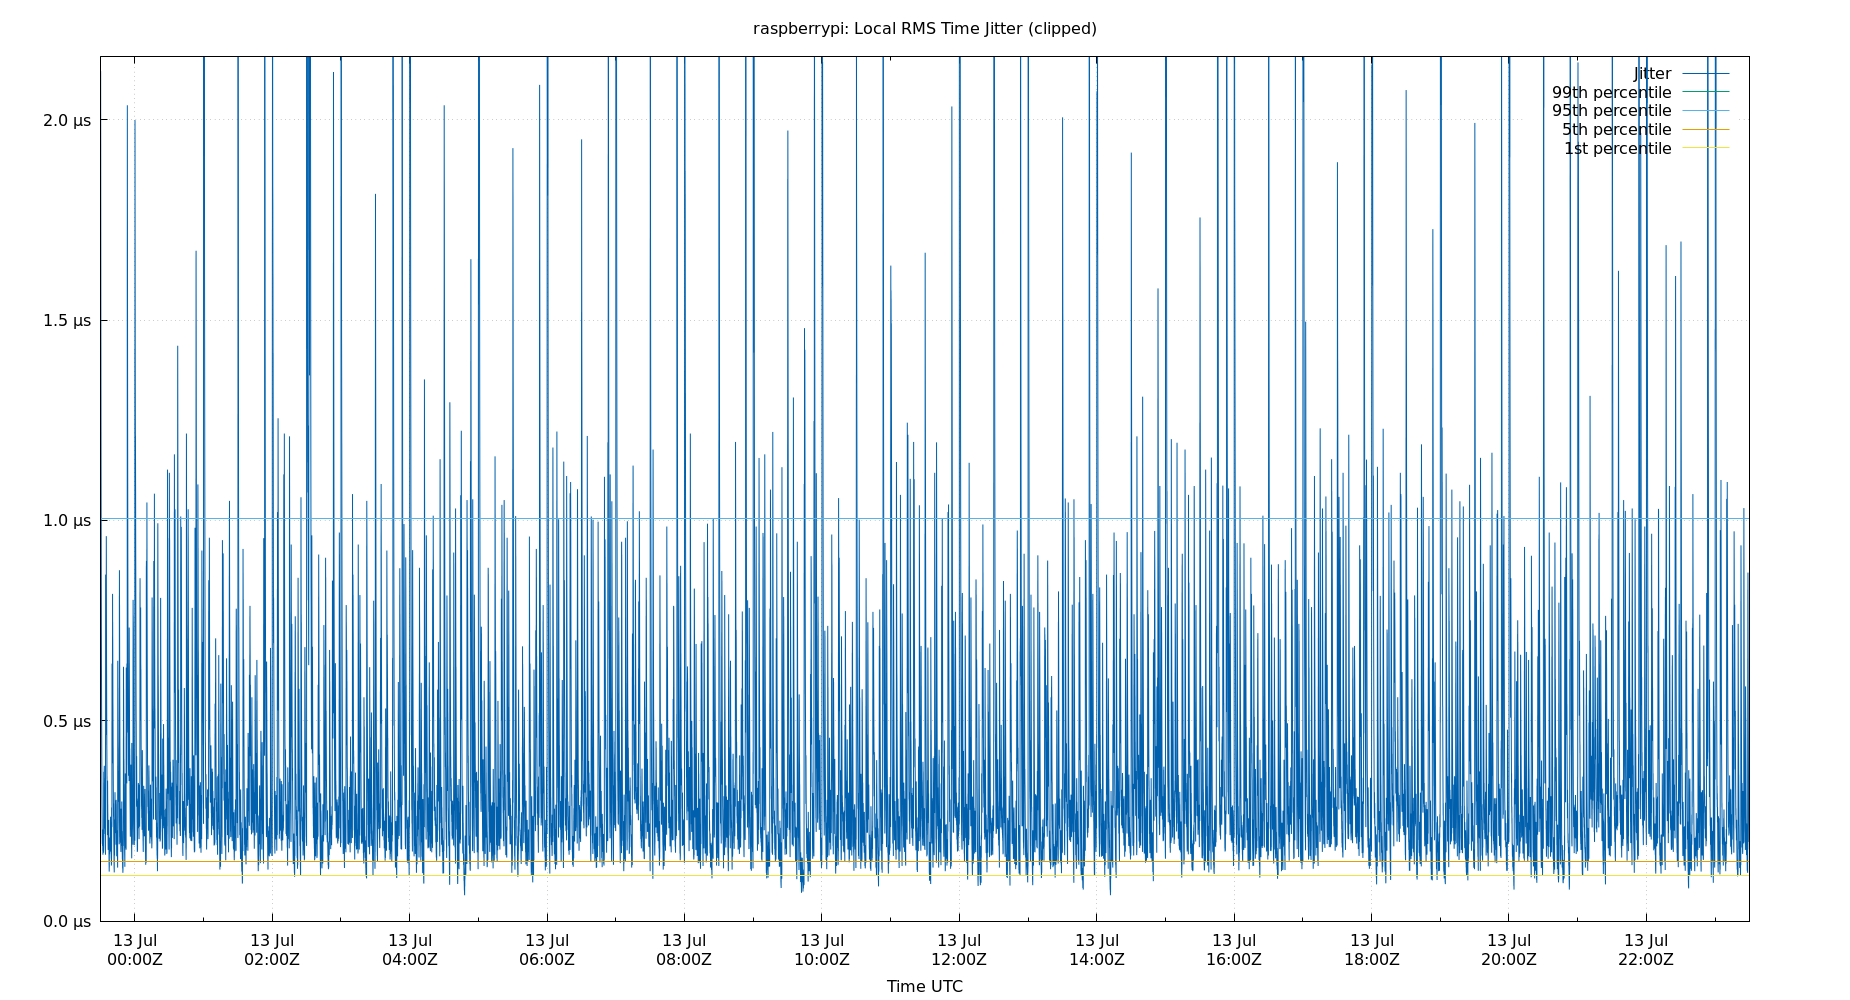 raspberrypi: Local RMS Time Jitter (clipped)
Jitter
99th percentile
95th percentile
5th percentile
1st percentile
2.0 µs
1.5 µs
1.0 µs
0.5 µs
0.0 µs
13 Jul 13 Jul 13 Jul 13 Jul 13 Jul 13 Jul 13 Jul 13 Jul 13 Jul 13 Jul 13 Jul 13 Jul
00:00Z 02:00Z 04:00Z 06:00Z 08:00Z 10:00Z 12:00Z 14:00Z 16:00Z 18:00Z 20:00Z 22:00Z
Time UTC